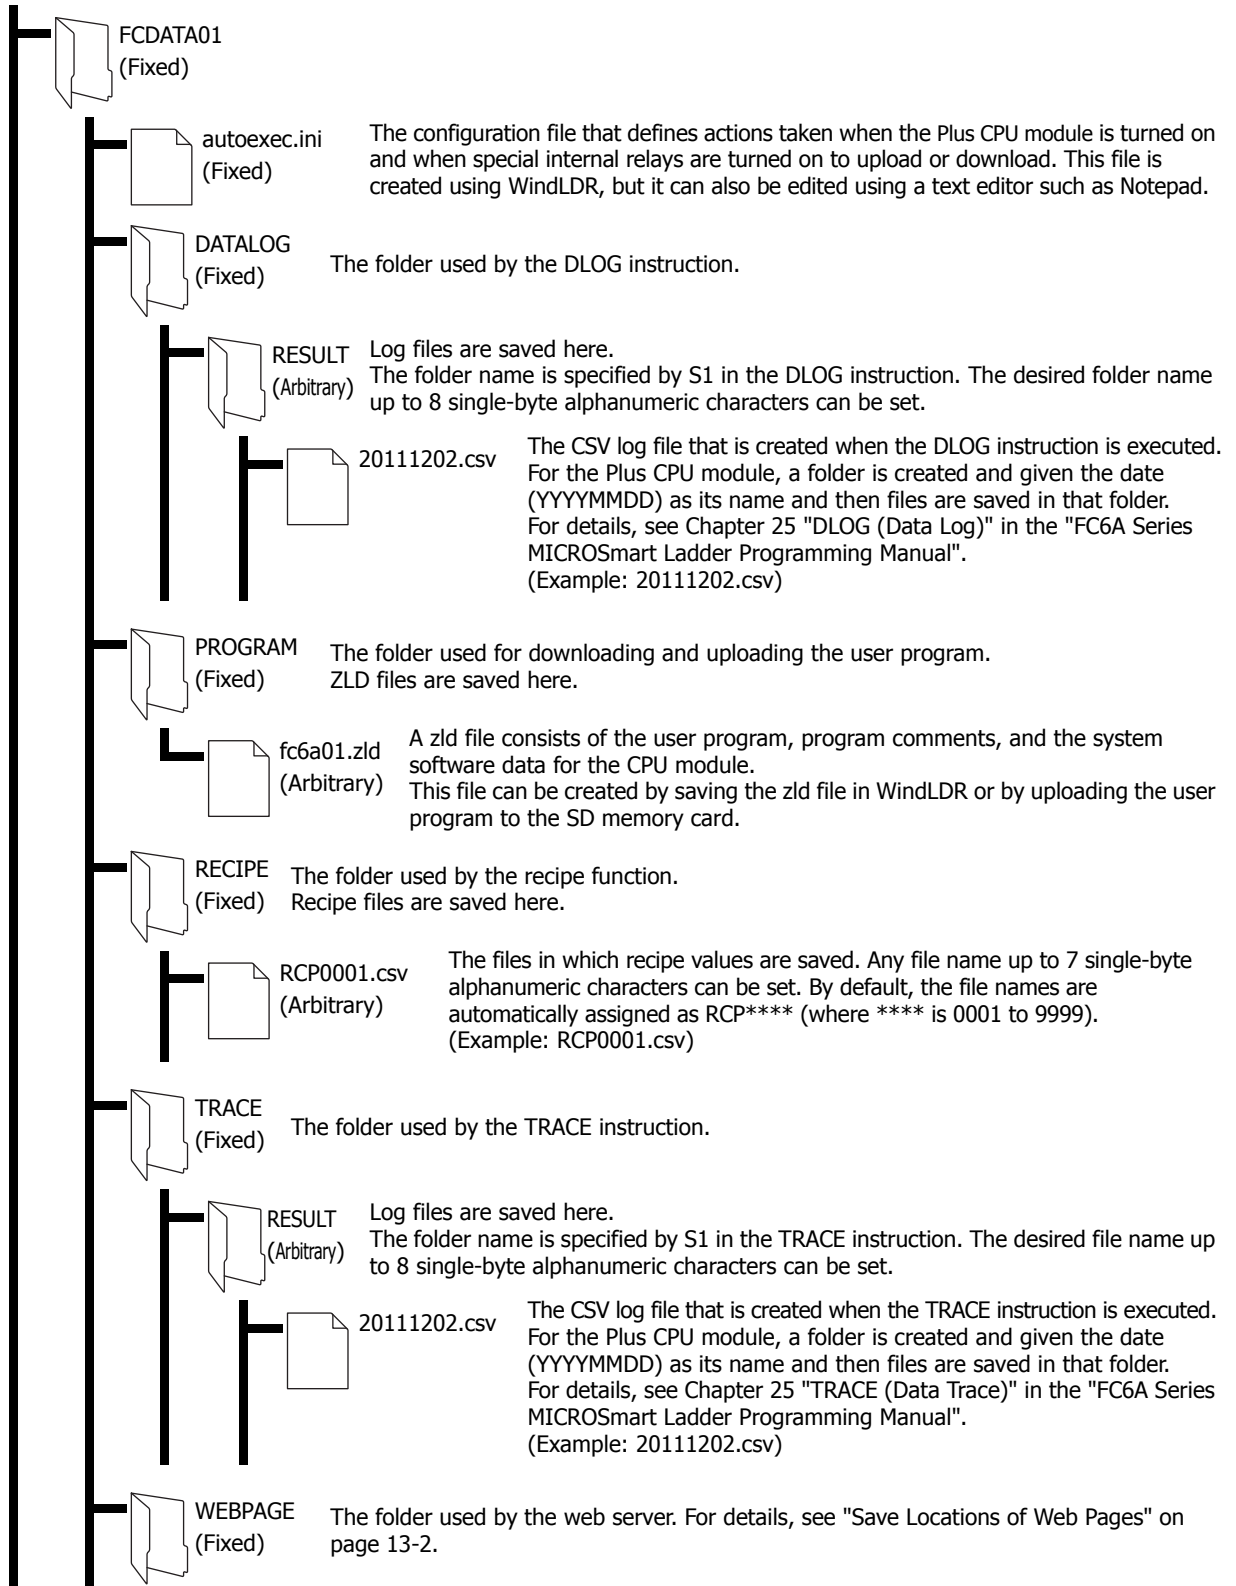 FCDATA01
(Fixed)
autoexec.ini
(Fixed)
The configuration file that defines actions taken when the Plus CPU module is turned on
and when special internal relays are turned on to upload or download. This file is
created using WindLDR, but it can also be edited using a text editor such as Notepad.
DATALOG
(Fixed)
The folder used by the DLOG instruction.
RESULT
(Arbitrary)
Log files are saved here.
The folder name is specified by S1 in the DLOG instruction. The desired folder name
up to 8 single-byte alphanumeric characters can be set.
20111202.csv
The CSV log file that is created when the DLOG instruction is executed.
For the Plus CPU module, a folder is created and given the date
(YYYYMMDD) as its name and then files are saved in that folder.
For details, see Chapter 25 "DLOG (Data Log)" in the "FC6A Series
MICROSmart Ladder Programming Manual".
(Example: 20111202.csv)
PROGRAM
(Fixed)
The folder used for downloading and uploading the user program.
ZLD files are saved here.
fc6a01.zld
(Arbitrary)
A zld file consists of the user program, program comments, and the system
software data for the CPU module.
This file can be created by saving the zld file in WindLDR or by uploading the user
program to the SD memory card.
RECIPE
(Fixed)
The folder used by the recipe function.
Recipe files are saved here.
RCP0001.csv
(Arbitrary)
The files in which recipe values are saved. Any file name up to 7 single-byte
alphanumeric characters can be set. By default, the file names are
automatically assigned as RCP**** (where **** is 0001 to 9999).
(Example: RCP0001.csv)
TRACE
(Fixed)
The folder used by the TRACE instruction.
RESULT
(Arbitrary)
Log files are saved here.
The folder name is specified by S1 in the TRACE instruction. The desired file name up
to 8 single-byte alphanumeric characters can be set.
20111202.csv
The CSV log file that is created when the TRACE instruction is executed.
For the Plus CPU module, a folder is created and given the date
(YYYYMMDD) as its name and then files are saved in that folder.
For details, see Chapter 25 "TRACE (Data Trace)" in the "FC6A Series
MICROSmart Ladder Programming Manual".
(Example: 20111202.csv)
WEBPAGE
(Fixed)
The folder used by the web server. For details, see "Save Locations of Web Pages" on
page 13-2.